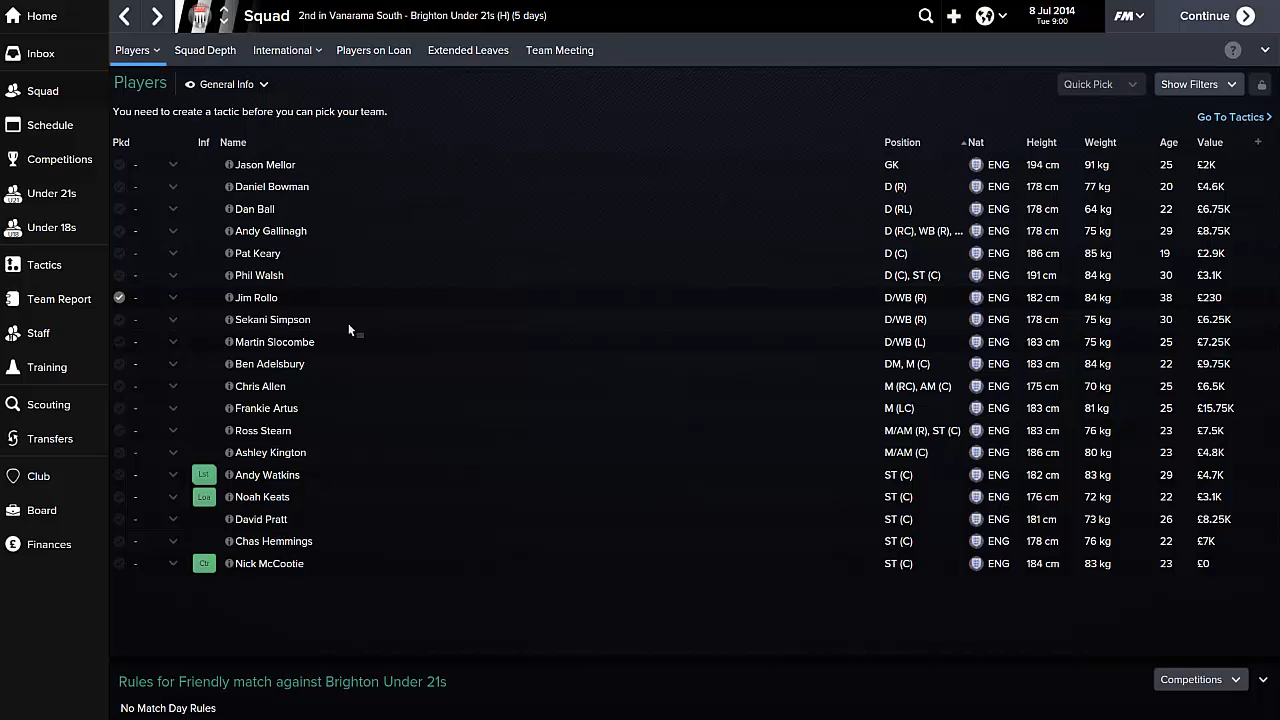 Home
Inbox
Squad
Schedule
Competitions
Under 21s
Under 18s
Tactics
Team Report
Staff
Training
Scouting
Transfers
Club
Board
Finances
Squad 2nd in Vanarama South - Brighton Under 21s (H) (5 days)
8 Jul 2014
Tue 9:00
FM
Continue
Players Squad Depth International Players on Loan Extended Leaves Team Meeting
Players General Info Quick Pick Show Filters
You need to create a tactic before you can pick your team.
Go To Tactics
Pkd Inf Name Position Nat Height Weight Age Value +
- Jason Mellor GK ENG 194 cm 91 kg 25 £2K
- Daniel Bowman D (R) ENG 178 cm 77 kg 20 £4.6K
- Dan Ball D (RL) ENG 178 cm 64 kg 22 £6.75K
- Andy Gallinagh D (RC), WB (R), ... ENG 178 cm 75 kg 29 £8.75K
- Pat Keary D (C) ENG 186 cm 85 kg 19 £2.9K
- Phil Walsh D (C), ST (C) ENG 191 cm 84 kg 30 £3.1K
- Jim Rollo D/WB (R) ENG 182 cm 84 kg 38 £230
- Sekani Simpson D/WB (R) ENG 178 cm 75 kg 30 £6.25K
- Martin Slocombe D/WB (L) ENG 183 cm 75 kg 25 £7.25K
- Ben Adelsbury DM, M (C) ENG 183 cm 84 kg 22 £9.75K
- Chris Allen M (RC), AM (C) ENG 175 cm 70 kg 25 £6.5K
- Frankie Artus M (LC) ENG 183 cm 81 kg 25 £15.75K
- Ross Stearn M/AM (R), ST (C) ENG 183 cm 76 kg 23 £7.5K
- Ashley Kington M/AM (C) ENG 186 cm 80 kg 23 £4.8K
- Lst Andy Watkins ST (C) ENG 182 cm 83 kg 29 £4.7K
- Loa Noah Keats ST (C) ENG 176 cm 72 kg 22 £3.1K
- David Pratt ST (C) ENG 181 cm 73 kg 26 £8.25K
- Chas Hemmings ST (C) ENG 178 cm 76 kg 22 £7K
- Ctr Nick McCootie ST (C) ENG 184 cm 83 kg 23 £0
Rules for Friendly match against Brighton Under 21s
Competitions
No Match Day Rules